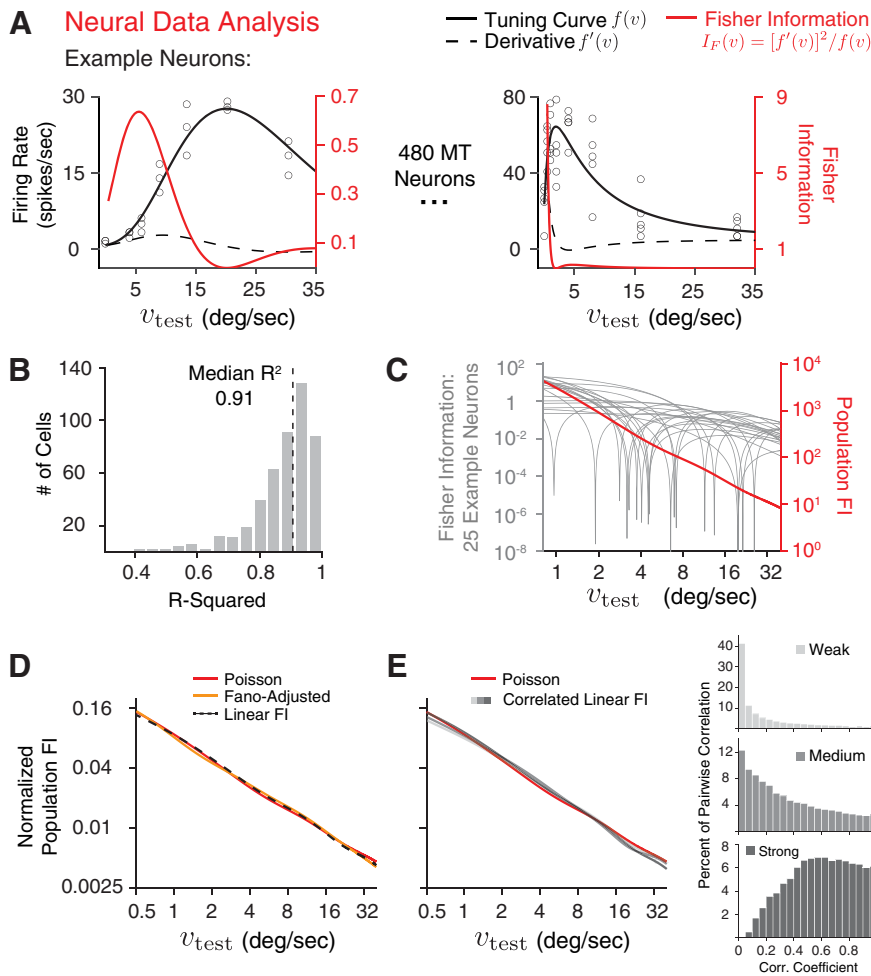 A
Neural Data Analysis
Tuning Curve f(v)
Derivative f′(v)
Fisher Information
I_F(v) = [f′(v)]²/f(v)
Example Neurons:
Firing Rate
(spikes/sec)
30
15
0
0.7
0.5
0.3
0.1
5
15
25
35
v_test (deg/sec)
480 MT
Neurons
...
80
40
0
9
5
1
Fisher
Information
5
15
25
35
v_test (deg/sec)
B
Median R²
0.91
# of Cells
140
100
60
20
0.4
0.6
0.8
1
R-Squared
C
Fisher Information:
25 Example Neurons
10²
1
10⁻²
10⁻⁴
10⁻⁶
10⁻⁸
10⁴
10³
10²
10¹
10⁰
Population FI
1
2
4
8
16
32
v_test (deg/sec)
D
Poisson
Fano-Adjusted
Linear FI
Normalized
Population FI
0.16
0.04
0.01
0.0025
0.5
1
2
4
8
16
32
v_test (deg/sec)
E
Poisson
Correlated Linear FI
0.5
1
2
4
8
16
32
v_test (deg/sec)
Percent of Pairwise Correlation
40
30
20
10
Weak
12
8
4
Medium
8
6
4
2
Strong
0
0.2
0.4
0.6
0.8
Corr. Coefficient